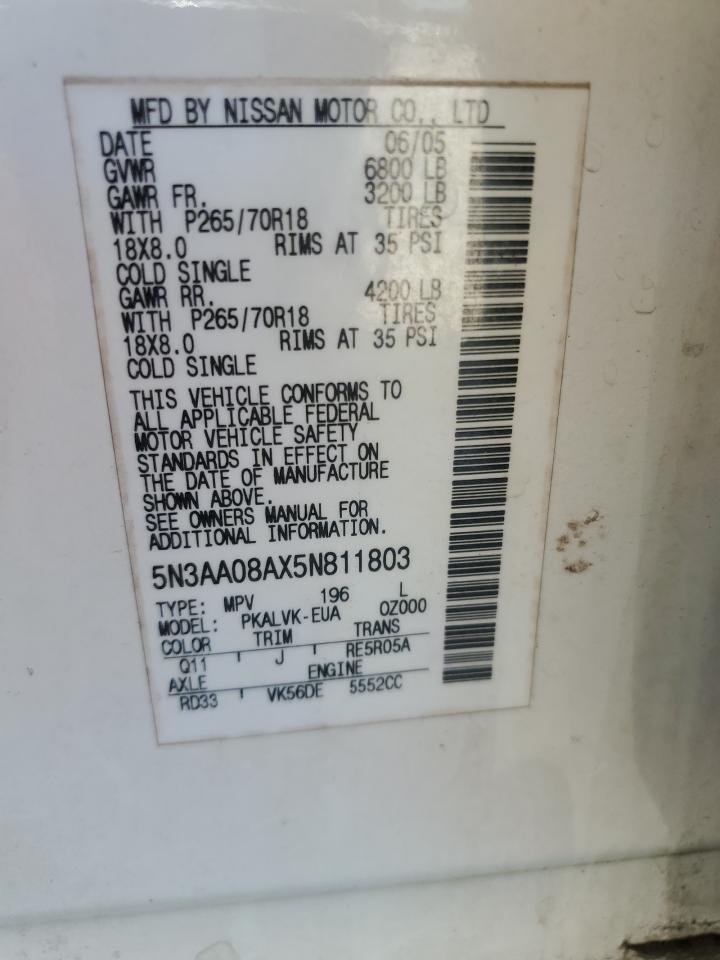 MFD BY NISSAN MOTOR CO., LTD
DATE 06/05
GVWR 6800 LB
GAWR FR. 3200 LB
WITH P265/70R18 TIRES
18X8.0 RIMS AT 35 PSI
COLD SINGLE
GAWR RR. 4200 LB
WITH P265/70R18 TIRES
18X8.0 RIMS AT 35 PSI
COLD SINGLE
THIS VEHICLE CONFORMS TO
ALL APPLICABLE FEDERAL
MOTOR VEHICLE SAFETY
STANDARDS IN EFFECT ON
THE DATE OF MANUFACTURE
SHOWN ABOVE.
SEE OWNERS MANUAL FOR
ADDITIONAL INFORMATION.
5N3AA08AX5N811803
TYPE: MPV 196 L
MODEL: PKALVK-EUA 0Z000
COLOR TRIM TRANS
Q11 ' J ' RE5R05A
AXLE ENGINE
RD33 ' VK56DE 5552CC